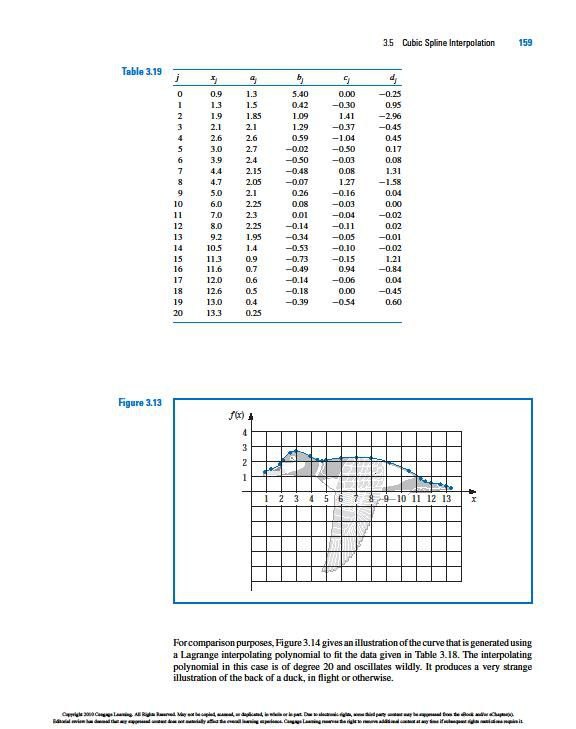 3.5 Cubic Spline Interpolation 159
Table 3.19
j xj aj bj cj dj
0 0.9 1.3 5.40 0.00 −0.25
1 1.3 1.5 0.42 −0.30 0.95
2 1.9 1.85 1.09 1.41 −2.96
3 2.1 2.1 1.29 −0.37 −0.45
4 2.6 2.6 0.59 −1.04 0.45
5 3.0 2.7 −0.02 −0.50 0.17
6 3.9 2.4 −0.50 −0.03 0.08
7 4.4 2.15 −0.48 0.08 1.31
8 4.7 2.05 −0.07 1.27 −1.58
9 5.0 2.1 0.26 −0.16 0.04
10 6.0 2.25 0.08 −0.03 0.00
11 7.0 2.3 0.01 −0.04 −0.02
12 8.0 2.25 −0.14 −0.11 0.02
13 9.2 1.95 −0.34 −0.05 −0.01
14 10.5 1.4 −0.53 −0.10 −0.02
15 11.3 0.9 −0.73 −0.15 1.21
16 11.6 0.7 −0.49 0.94 −0.84
17 12.0 0.6 −0.14 −0.06 0.04
18 12.6 0.5 −0.18 0.00 −0.45
19 13.0 0.4 −0.39 −0.54 0.60
20 13.3 0.25
Figure 3.13
f(x)
4
3
2
1
1 2 3 4 5 6 7 8 9 10 11 12 13 x
For comparison purposes, Figure 3.14 gives an illustration of the curve that is generated using
a Lagrange interpolating polynomial to fit the data given in Table 3.18. The interpolating
polynomial in this case is of degree 20 and oscillates wildly. It produces a very strange
illustration of the back of a duck, in flight or otherwise.
Copyright 2010 Cengage Learning. All Rights Reserved. May not be copied, scanned, or duplicated, in whole or in part. Due to electronic rights, some third party content may be suppressed from the eBook and/or eChapter(s).
Editorial review has deemed that any suppressed content does not materially affect the overall learning experience. Cengage Learning reserves the right to remove additional content at any time if subsequent rights restrictions require it.